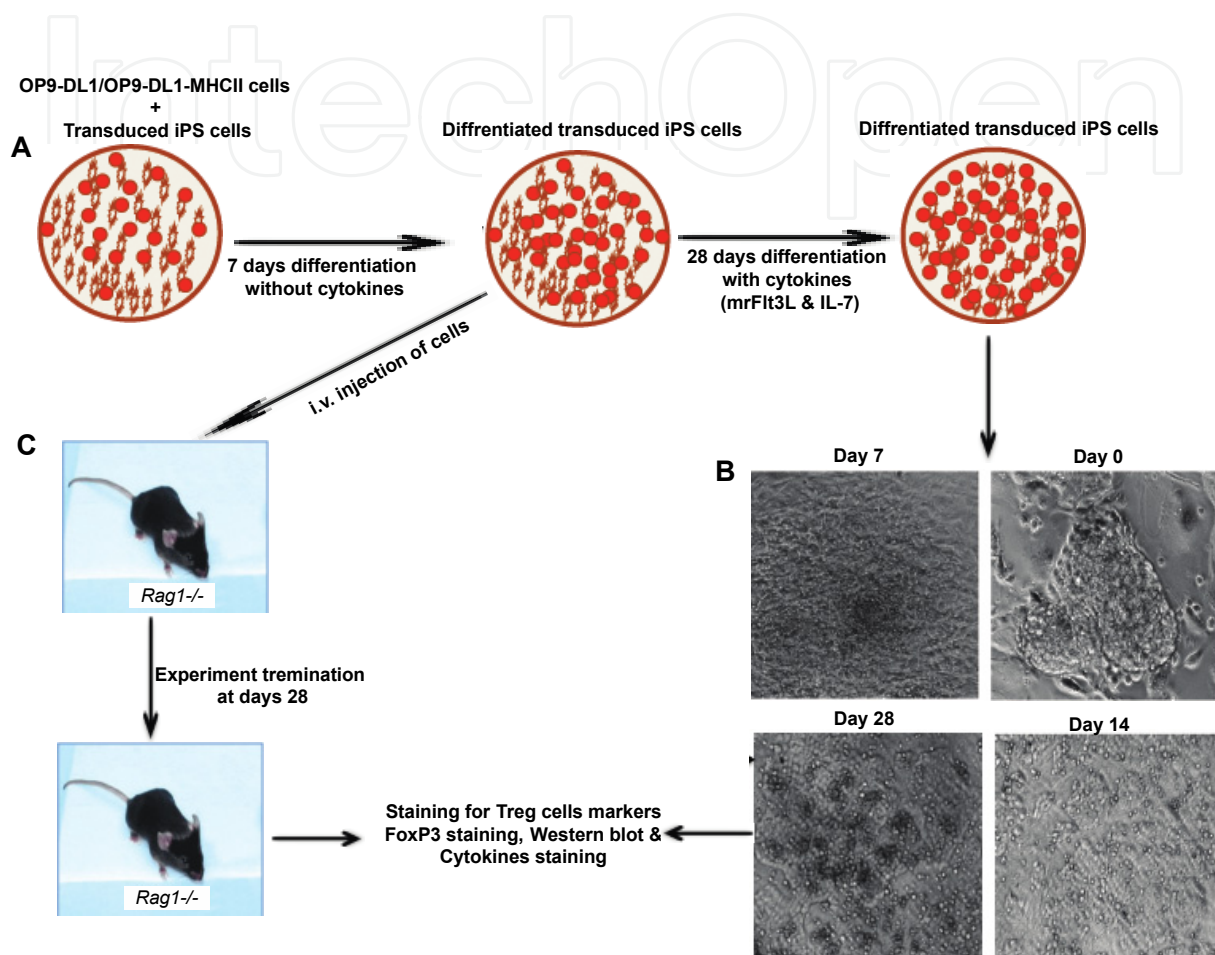 IntechOpen
OP9-DL1/OP9-DL1-MHCII cells
+
Transduced iPS cells
Diffrentiated transduced iPS cells
Diffrentiated transduced iPS cells
A
7 days differentiation
without cytokines
28 days differentiation
with cytokines
(mrFlt3L & IL-7)
i.v. injection of cells
C
Rag1-/-
Experiment tremination
at days 28
Rag1-/-
B
Day 7
Day 0
Day 28
Day 14
Staining for Treg cells markers
FoxP3 staining, Western blot &
Cytokines staining